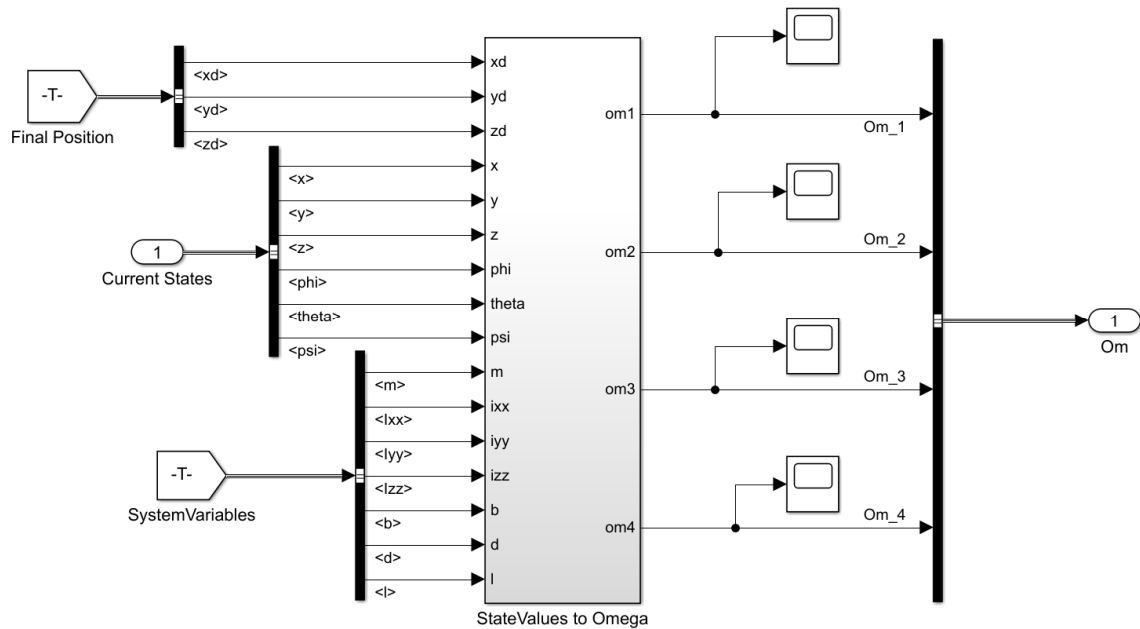 -T-
Final Position
<xd>
<yd>
<zd>
1
Current States
<x>
<y>
<z>
<phi>
<theta>
<psi>
-T-
SystemVariables
<m>
<Ixx>
<Iyy>
<Izz>
<b>
<d>
<l>
xd
yd
zd
x
y
z
phi
theta
psi
m
ixx
iyy
izz
b
d
l
om1
om2
om3
om4
StateValues to Omega
Om_1
Om_2
Om_3
Om_4
1
Om